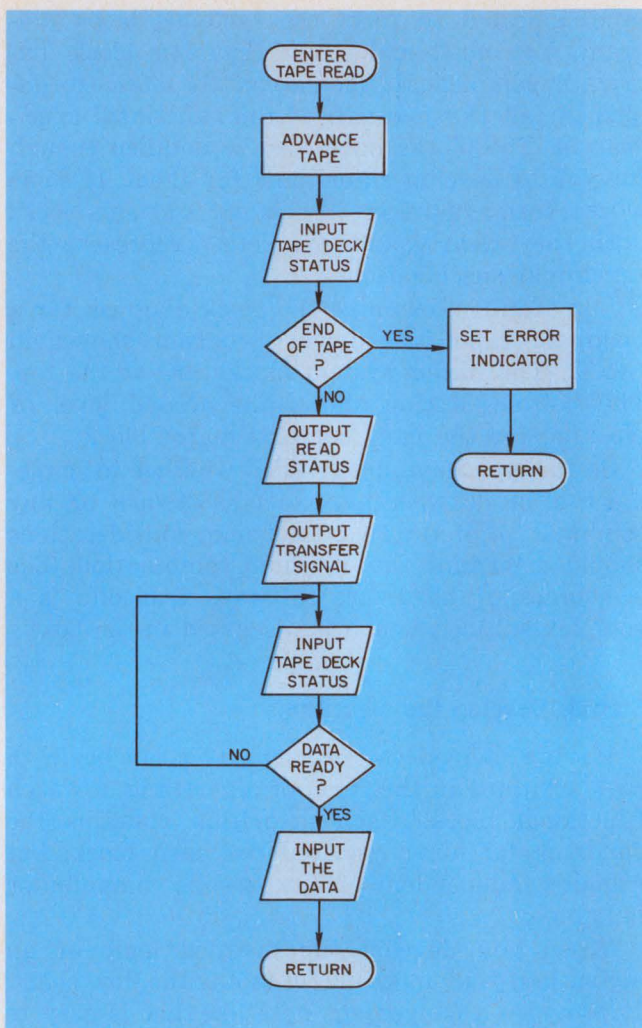 ENTER
TAPE READ
ADVANCE
TAPE
INPUT
TAPE DECK
STATUS
END
OF TAPE
?
YES
SET ERROR
INDICATOR
RETURN
NO
OUTPUT
READ
STATUS
OUTPUT
TRANSFER
SIGNAL
INPUT
TAPE DECK
STATUS
DATA
READY
?
NO
YES
INPUT
THE
DATA
RETURN